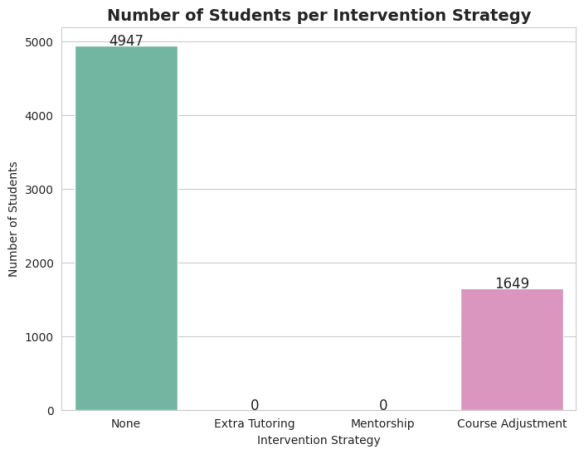 Number of Students per Intervention Strategy
5000
4000
3000
2000
1000
0
Number of Students
4947
0
0
1649
None
Extra Tutoring
Mentorship
Course Adjustment
Intervention Strategy